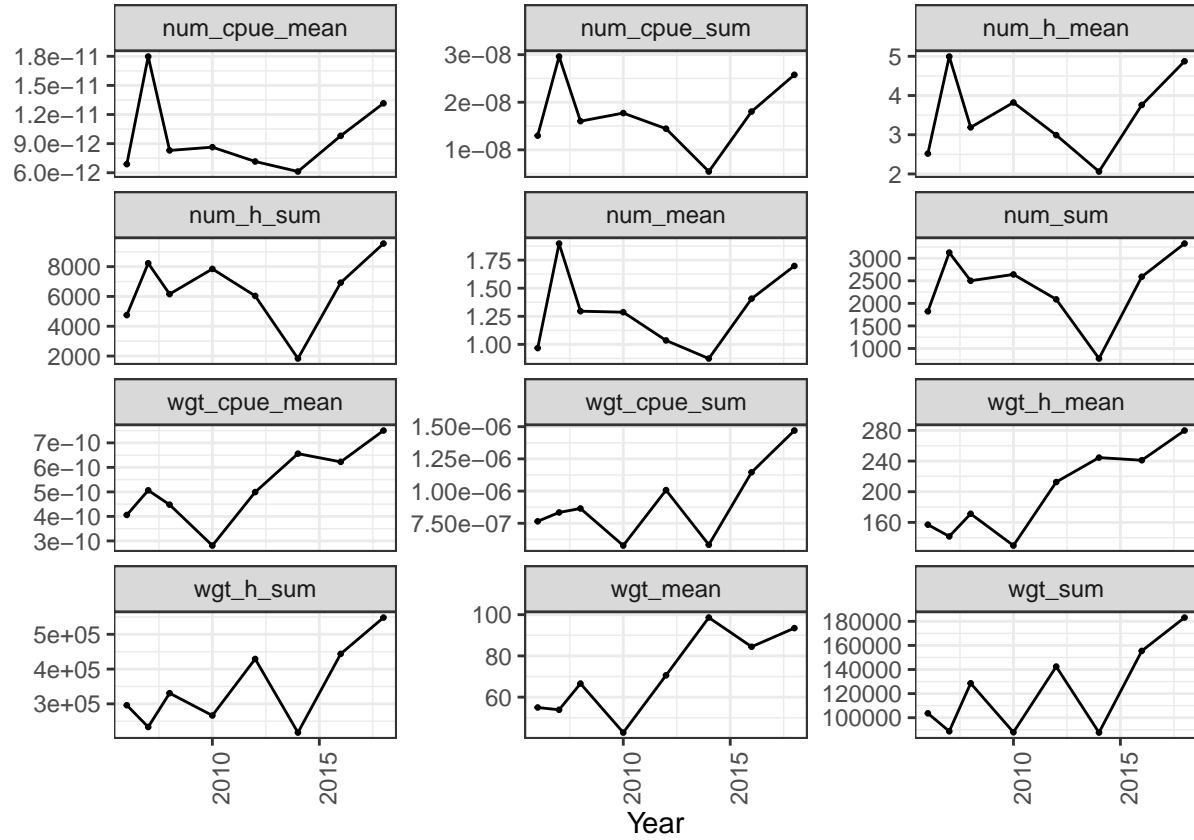 num_cpue_mean
1.8e−11
1.5e−11
1.2e−11
9.0e−12
6.0e−12
num_cpue_sum
3e−08
2e−08
1e−08
num_h_mean
5
4
3
2
num_h_sum
8000
6000
4000
2000
num_mean
1.75
1.50
1.25
1.00
num_sum
3000
2500
2000
1500
1000
wgt_cpue_mean
7e−10
6e−10
5e−10
4e−10
3e−10
wgt_cpue_sum
1.50e−06
1.25e−06
1.00e−06
7.50e−07
wgt_h_mean
280
240
200
160
wgt_h_sum
5e+05
4e+05
3e+05
2010
2015
wgt_mean
100
80
60
2010
2015
wgt_sum
180000
160000
140000
120000
100000
2010
2015
Year